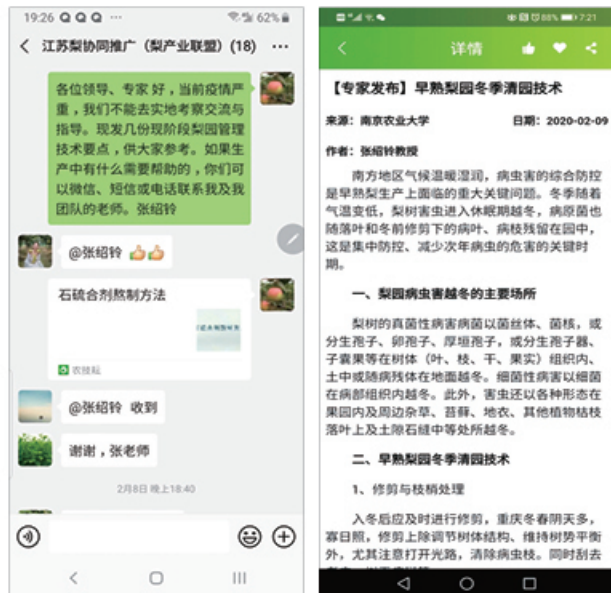 19:26
62%
江苏梨协同推广（梨产业联盟）(18)
各位领导、专家好，当前疫情严
重，我们不能去实地考察交流与
指导。现发几份现阶段梨园管理
技术要点，供大家参考。如果生
产中有什么需要帮助的，你们可
以微信、短信或电话联系我及我
团队的老师。张绍铃
@张绍铃
石硫合剂熬制方法
农技耘
@张绍铃 收到
谢谢，张老师
2月8日 晚上18:40
88% 7:21
详情
【专家发布】早熟梨园冬季清园技术
来源：南京农业大学 日期：2020-02-09
作者：张绍铃教授
南方地区气候温暖湿润，病虫害的综合防控
是早熟梨生产上面临的重大关键问题。冬季随着
气温变低，梨树害虫进入休眠期越冬，病原菌也
随落叶和冬前修剪下的病叶、病枝残留在园中，
这是集中防控、减少次年病虫的危害的关键时
期。
一、梨园病虫害越冬的主要场所
梨树的真菌性病害病菌以菌丝体、菌核，或
分生孢子、卵孢子、厚垣孢子，或分生孢子器、
子囊果等在树体（叶、枝、干、果实）组织内、
土中或随病残体在地面越冬。细菌性病害以细菌
在病部组织内越冬。此外，害虫还以各种形态在
果园内及周边杂草、苔藓、地衣、其他植物枯枝
落叶上及土隙石缝中等处所越冬。
二、早熟梨园冬季清园技术
1、修剪与枝梢处理
入冬后应及时进行修剪，重庆冬春阴天多，
寡日照，修剪上除调节树体结构、维持树势平衡
外，尤其注意打开光路，清除病虫枝。同时刮去